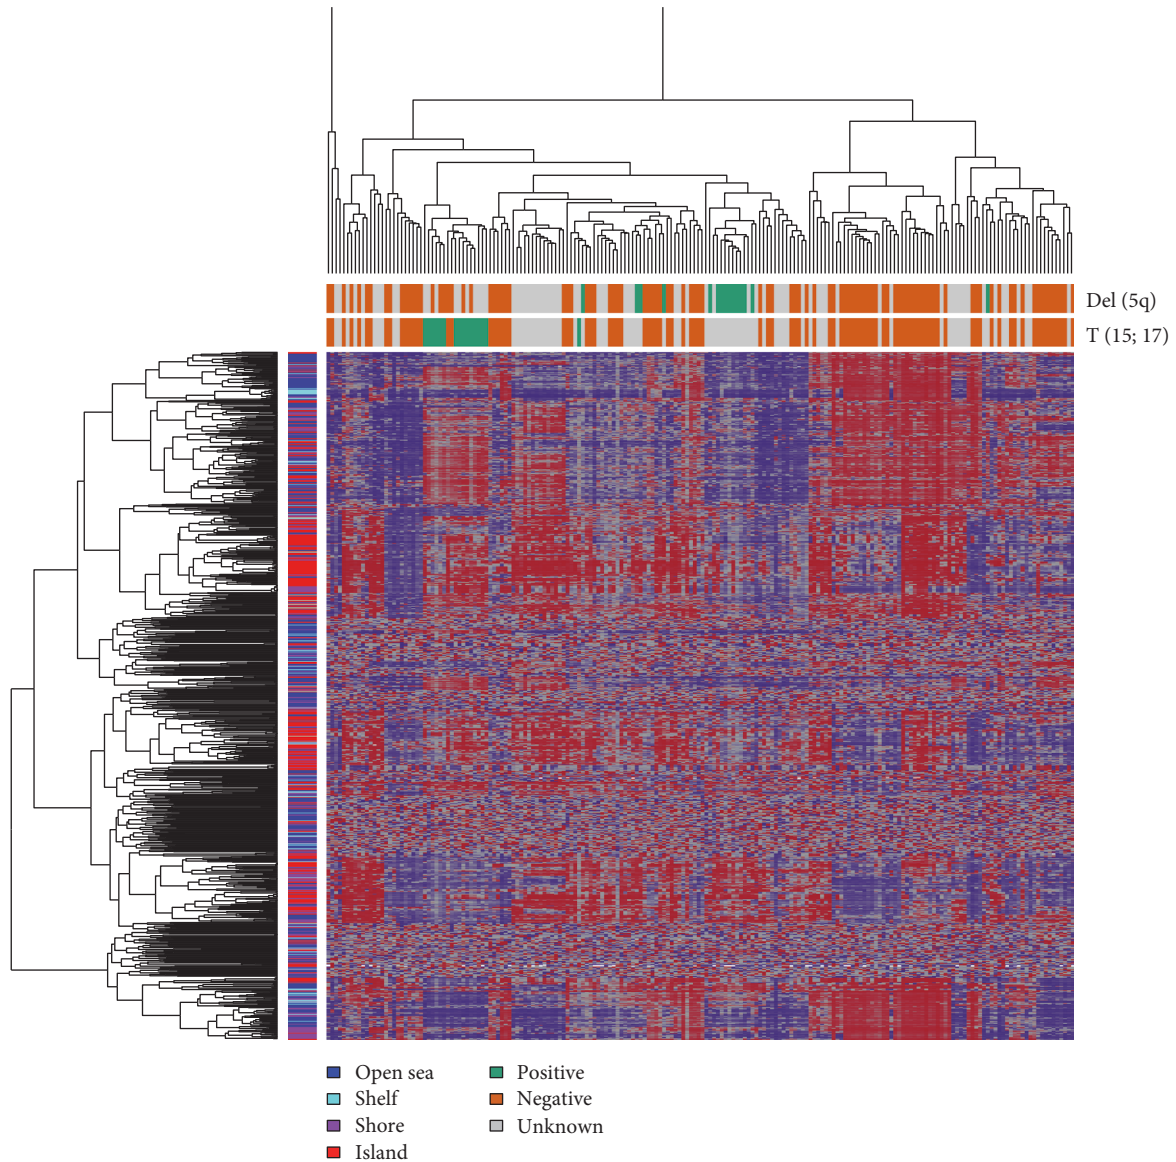 Del (5q)
T (15; 17)
Open sea
Shelf
Shore
Island
Positive
Negative
Unknown